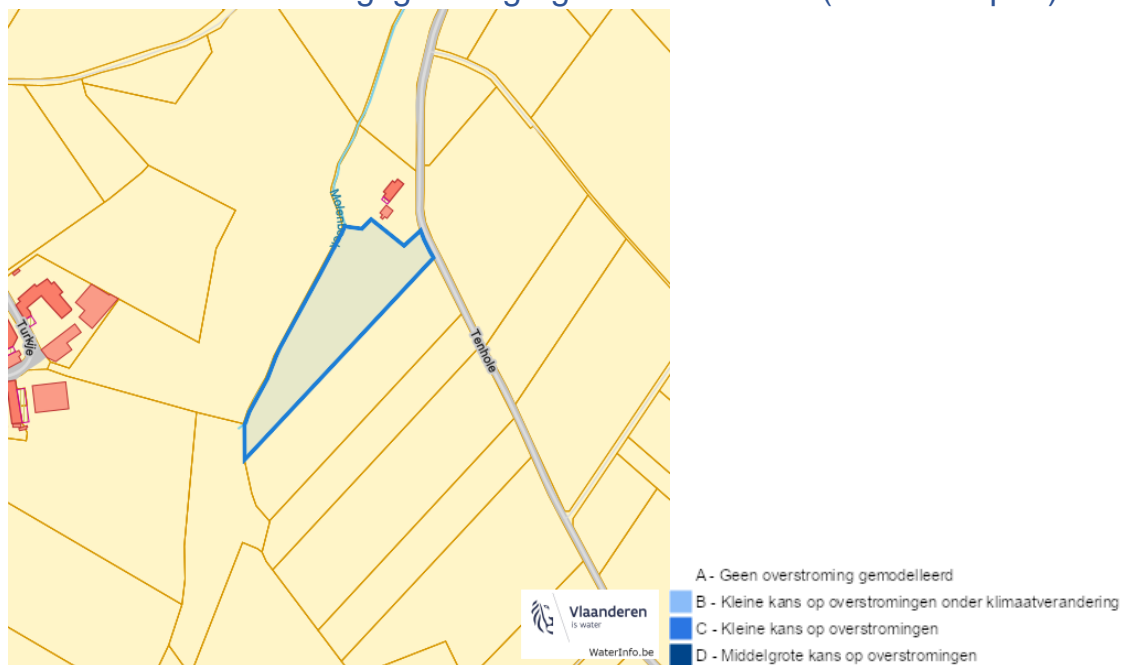 Molenbeek
Turkije
Tenhole
Vlaanderen
is water
WaterInfo.be
A - Geen overstroming gemodelleerd
B - Kleine kans op overstromingen onder klimaatverandering
C - Kleine kans op overstromingen
D - Middelgrote kans op overstromingen